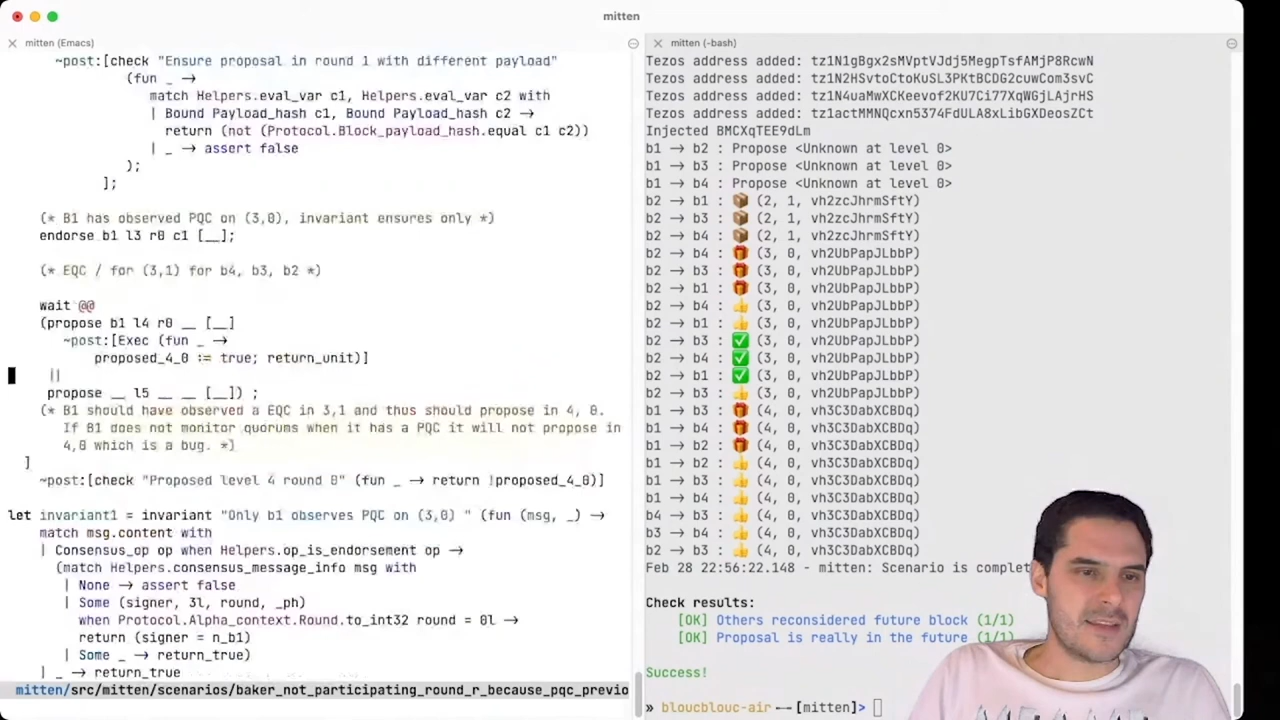 mitten
mitten (Emacs)
~post:[check "Ensure proposal in round 1 with different payload"
(fun _ →
match Helpers.eval_var c1, Helpers.eval_var c2 with
| Bound Payload_hash c1, Bound Payload_hash c2 →
return (not (Protocol.Block_payload_hash.equal c1 c2))
| _ → assert false
);
];
(* B1 has observed PQC on (3,0), invariant ensures only *)
endorse b1 l3 r0 c1 [__];
(* EQC / for (3,1) for b4, b3, b2 *)
wait @@
(propose b1 l4 r0 __ [__]
~post:[Exec (fun _ →
proposed_4_0 := true; return_unit)]
||
propose __ l5 __ __ [__]) ;
(* B1 should have observed a EQC in 3,1 and thus should propose in 4, 0.
If B1 does not monitor quorums when it has a PQC it will not propose in
4,0 which is a bug. *)
]
~post:[check "Proposed level 4 round 0" (fun _ → return !proposed_4_0)]
let invariant1 = invariant "Only b1 observes PQC on (3,0) " (fun (msg, _) →
match msg.content with
| Consensus_op op when Helpers.op_is_endorsement op →
(match Helpers.consensus_message_info msg with
| None → assert false
| Some (signer, 3l, round, _ph)
when Protocol.Alpha_context.Round.to_int32 round = 0l →
return (signer = n_b1)
| Some _ → return_true)
| _ → return_true
mitten/src/mitten/scenarios/baker_not_participating_round_r_because_pqc_previo
mitten (-bash)
Tezos address added: tz1N1gBgx2sMVptVJdj5MegpTsfAMjP8RcwN
Tezos address added: tz1N2HSvtoCtoKuSL3PKtBCDG2cuwCom3svC
Tezos address added: tz1N4uaMwXCKeevof2KU7Ci77XqWGjLAjrHS
Tezos address added: tz1actMMNQcxn5374FdULA8xLibGXDeosZCt
Injected BMCXqTEE9dLm
b1 → b2 : Propose <Unknown at level 0>
b1 → b3 : Propose <Unknown at level 0>
b1 → b4 : Propose <Unknown at level 0>
b2 → b1 : 📦 (2, 1, vh2zcJhrmSftY)
b2 → b3 : 📦 (2, 1, vh2zcJhrmSftY)
b2 → b4 : 📦 (2, 1, vh2zcJhrmSftY)
b2 → b4 : 🎁 (3, 0, vh2UbPapJLbbP)
b2 → b3 : 🎁 (3, 0, vh2UbPapJLbbP)
b2 → b1 : 🎁 (3, 0, vh2UbPapJLbbP)
b2 → b4 : 👍 (3, 0, vh2UbPapJLbbP)
b2 → b1 : 👍 (3, 0, vh2UbPapJLbbP)
b2 → b3 : ✅ (3, 0, vh2UbPapJLbbP)
b2 → b4 : ✅ (3, 0, vh2UbPapJLbbP)
b2 → b1 : ✅ (3, 0, vh2UbPapJLbbP)
b2 → b3 : 👍 (3, 0, vh2UbPapJLbbP)
b1 → b3 : 🎁 (4, 0, vh3C3DabXCBDq)
b1 → b4 : 🎁 (4, 0, vh3C3DabXCBDq)
b1 → b2 : 🎁 (4, 0, vh3C3DabXCBDq)
b1 → b2 : 👍 (4, 0, vh3C3DabXCBDq)
b1 → b3 : 👍 (4, 0, vh3C3DabXCBDq)
b1 → b4 : 👍 (4, 0, vh3C3DabXCBDq)
b4 → b3 : 👍 (4, 0, vh3C3DabXCBDq)
b3 → b4 : 👍 (4, 0, vh3C3DabXCBDq)
b2 → b3 : 👍 (4, 0, vh3C3DabXCBDq)
Feb 28 22:56:22.148 - mitten: Scenario is complet
Check results:
[OK] Others reconsidered future block (1/1)
[OK] Proposal is really in the future (1/1)
Success!
» bloucblouc-air —- [mitten]>